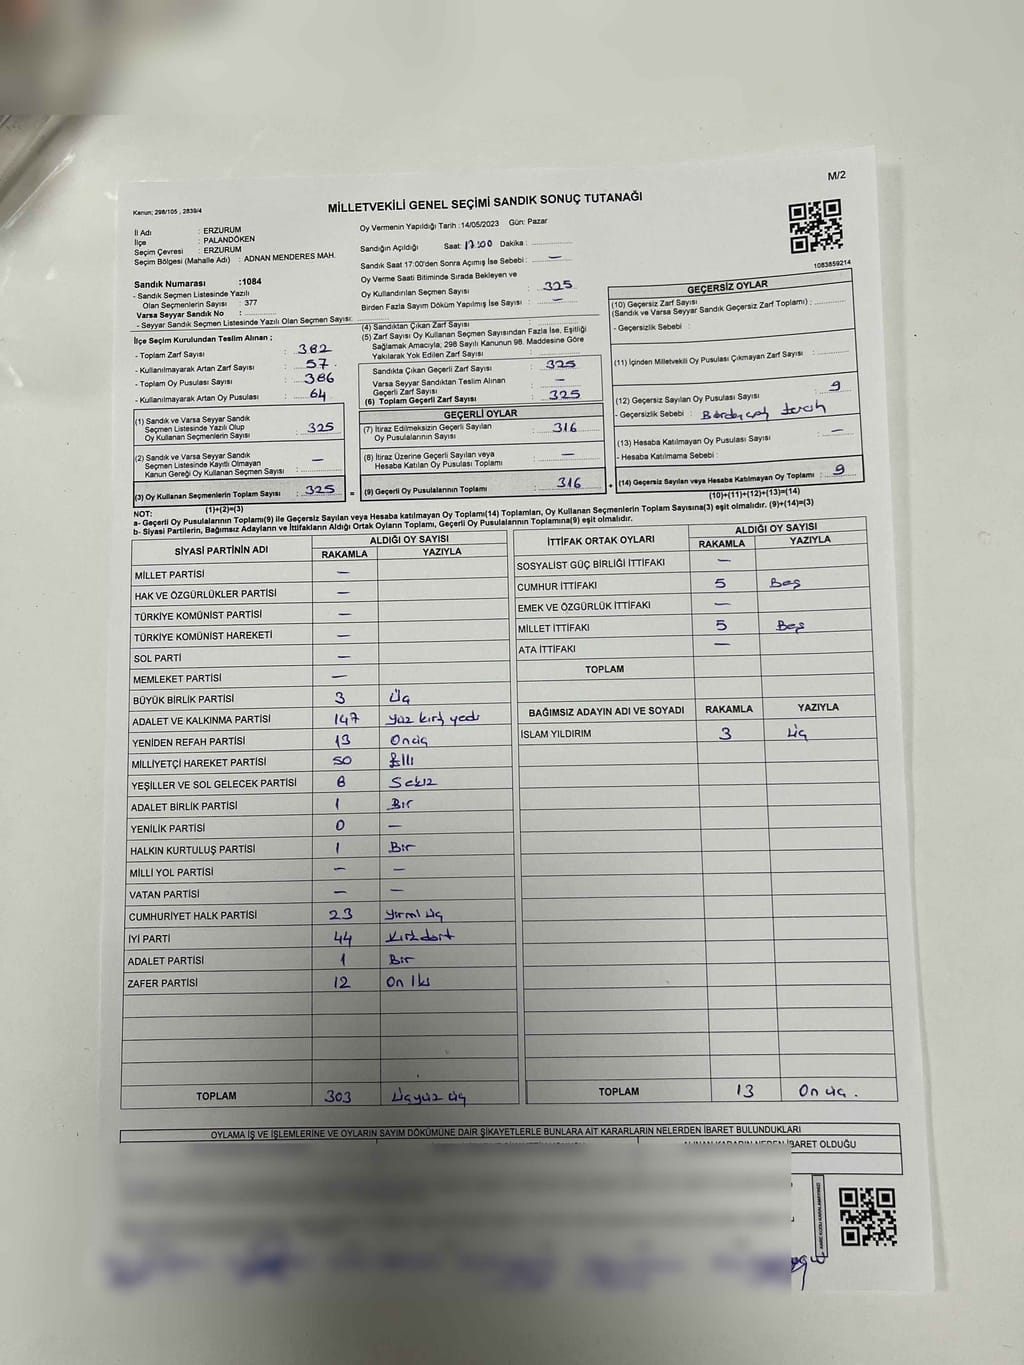 M/2
Kanun; 298/105 , 2839/4
MİLLETVEKİLİ GENEL SEÇİMİ SANDIK SONUÇ TUTANAĞI
İl Adı : ERZURUM
İlçe : PALANDÖKEN
Seçim Çevresi : ERZURUM
Seçim Bölgesi (Mahalle Adı) : ADNAN MENDERES MAH.
Sandık Numarası :1084
- Sandık Seçmen Listesinde Yazılı
Olan Seçmenlerin Sayısı : 377
Varsa Seyyar Sandık No :
- Seyyar Sandık Seçmen Listesinde Yazılı Olan Seçmen Sayısı:
İlçe Seçim Kurulundan Teslim Alınan ;
- Toplam Zarf Sayısı : 382
- Kullanılmayarak Artan Zarf Sayısı : 57
- Toplam Oy Pusulası Sayısı : 386
- Kullanılmayarak Artan Oy Pusulası : 64
(1) Sandık ve Varsa Seyyar Sandık
Seçmen Listesinde Yazılı Olup
Oy Kullanan Seçmenlerin Sayısı : 325
(2) Sandık ve Varsa Seyyar Sandık
Seçmen Listesinde Kayıtlı Olmayan
Kanun Gereği Oy Kullanan Seçmen Sayısı : —
(3) Oy Kullanan Seçmenlerin Toplam Sayısı : 325 =
(1)+(2)=(3)
Oy Vermenin Yapıldığı Tarih :14/05/2023 Gün: Pazar
Sandığın Açıldığı Saat: 17:00 Dakika :
Sandık Saat 17:00'den Sonra Açılmış İse Sebebi : —
Oy Verme Saati Bitiminde Sırada Bekleyen ve
Oy Kullandırılan Seçmen Sayısı : 325
Birden Fazla Sayım Döküm Yapılmış İse Sayısı : —
(4) Sandıktan Çıkan Zarf Sayısı :
(5) Zarf Sayısı Oy Kullanan Seçmen Sayısından Fazla İse, Eşitliği
Sağlamak Amacıyla, 298 Sayılı Kanunun 98. Maddesine Göre
Yakılarak Yok Edilen Zarf Sayısı :
Sandıkta Çıkan Geçerli Zarf Sayısı : 325
Varsa Seyyar Sandıktan Teslim Alınan
Geçerli Zarf Sayısı : —
(6) Toplam Geçerli Zarf Sayısı : 325
GEÇERLİ OYLAR
(7) İtiraz Edilmeksizin Geçerli Sayılan
Oy Pusulalarının Sayısı : 316
(8) İtiraz Üzerine Geçerli Sayılan veya
Hesaba Katılan Oy Pusulası Toplamı : —
(9) Geçerli Oy Pusulalarının Toplamı : 316 +
1083859214
GEÇERSİZ OYLAR
(10) Geçersiz Zarf Sayısı
(Sandık ve Varsa Seyyar Sandık Geçersiz Zarf Toplamı) :
- Geçersizlik Sebebi :
(11) İçinden Milletvekili Oy Pusulası Çıkmayan Zarf Sayısı :
(12) Geçersiz Sayılan Oy Pusulası Sayısı : 9
- Geçersizlik Sebebi : tercih
(13) Hesaba Katılmayan Oy Pusulası Sayısı : —
- Hesaba Katılmama Sebebi :
(14) Geçersiz Sayılan veya Hesaba Katılmayan Oy Toplamı : 9
(10)+(11)+(12)+(13)=(14)
NOT:
a- Geçerli Oy Pusulalarının Toplamı(9) ile Geçersiz Sayılan veya Hesaba katılmayan Oy Toplamı(14) Toplamları, Oy Kullanan Seçmenlerin Toplam Sayısına(3) eşit olmalıdır. (9)+(14)=(3)
b- Siyasi Partilerin, Bağımsız Adayların ve İttifakların Aldığı Ortak Oyların Toplamı, Geçerli Oy Pusulalarının Toplamına(9) eşit olmalıdır.
SİYASİ PARTİNİN ADI ALDIĞI OY SAYISI
RAKAMLA YAZIYLA
MİLLET PARTİSİ —
HAK VE ÖZGÜRLÜKLER PARTİSİ —
TÜRKİYE KOMÜNİST PARTİSİ —
TÜRKİYE KOMÜNİST HAREKETİ —
SOL PARTİ —
MEMLEKET PARTİSİ —
BÜYÜK BİRLİK PARTİSİ 3 Üç
ADALET VE KALKINMA PARTİSİ 147 yüz kırk yedi
YENİDEN REFAH PARTİSİ 13 Onüç
MİLLİYETÇİ HAREKET PARTİSİ 50 Elli
YEŞİLLER VE SOL GELECEK PARTİSİ 8 Sekiz
ADALET BİRLİK PARTİSİ 1 Bir
YENİLİK PARTİSİ 0 —
HALKIN KURTULUŞ PARTİSİ 1 Bir
MİLLİ YOL PARTİSİ — —
VATAN PARTİSİ — —
CUMHURİYET HALK PARTİSİ 23 yirmi üç
İYİ PARTİ 44 Kırkdört
ADALET PARTİSİ 1 Bir
ZAFER PARTİSİ 12 On iki
TOPLAM 303 Üçyüz üç
İTTİFAK ORTAK OYLARI ALDIĞI OY SAYISI
RAKAMLA YAZIYLA
SOSYALİST GÜÇ BİRLİĞİ İTTİFAKI —
CUMHUR İTTİFAKI 5 Beş
EMEK VE ÖZGÜRLÜK İTTİFAKI —
MİLLET İTTİFAKI 5 Beş
ATA İTTİFAKI —
TOPLAM
BAĞIMSIZ ADAYIN ADI VE SOYADI RAKAMLA YAZIYLA
İSLAM YILDIRIM 3 Üç
TOPLAM 13 On üç.
OYLAMA İŞ VE İŞLEMLERİNE VE OYLARIN SAYIM DÖKÜMÜNE DAİR ŞİKAYETLERLE BUNLARA AİT KARARLARIN NELERDEN İBARET BULUNDUKLARI
ALINAN KARARIN NEDEN İBARET OLDUĞU